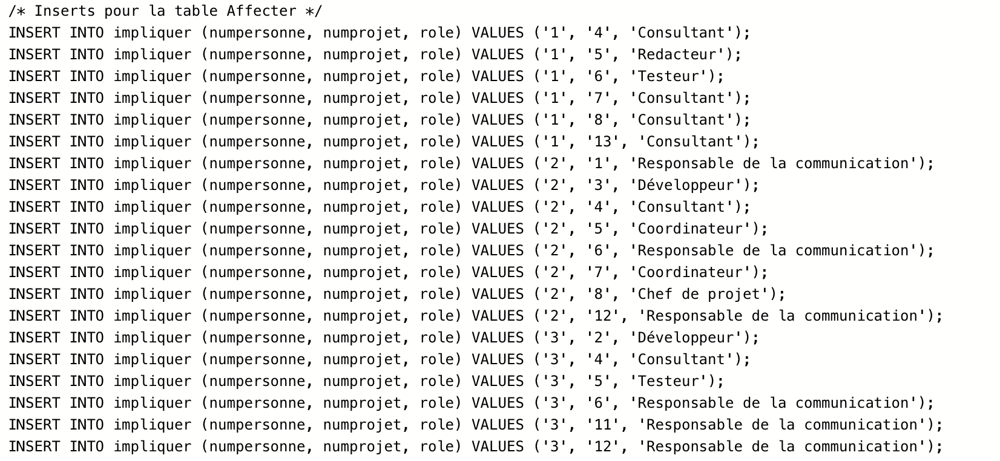 /* Inserts pour la table Affecter */
INSERT INTO impliquer (numpersonne, numprojet, role) VALUES ('1', '4', 'Consultant');
INSERT INTO impliquer (numpersonne, numprojet, role) VALUES ('1', '5', 'Redacteur');
INSERT INTO impliquer (numpersonne, numprojet, role) VALUES ('1', '6', 'Testeur');
INSERT INTO impliquer (numpersonne, numprojet, role) VALUES ('1', '7', 'Consultant');
INSERT INTO impliquer (numpersonne, numprojet, role) VALUES ('1', '8', 'Consultant');
INSERT INTO impliquer (numpersonne, numprojet, role) VALUES ('1', '13', 'Consultant');
INSERT INTO impliquer (numpersonne, numprojet, role) VALUES ('2', '1', 'Responsable de la communication');
INSERT INTO impliquer (numpersonne, numprojet, role) VALUES ('2', '3', 'Développeur');
INSERT INTO impliquer (numpersonne, numprojet, role) VALUES ('2', '4', 'Consultant');
INSERT INTO impliquer (numpersonne, numprojet, role) VALUES ('2', '5', 'Coordinateur');
INSERT INTO impliquer (numpersonne, numprojet, role) VALUES ('2', '6', 'Responsable de la communication');
INSERT INTO impliquer (numpersonne, numprojet, role) VALUES ('2', '7', 'Coordinateur');
INSERT INTO impliquer (numpersonne, numprojet, role) VALUES ('2', '8', 'Chef de projet');
INSERT INTO impliquer (numpersonne, numprojet, role) VALUES ('2', '12', 'Responsable de la communication');
INSERT INTO impliquer (numpersonne, numprojet, role) VALUES ('3', '2', 'Développeur');
INSERT INTO impliquer (numpersonne, numprojet, role) VALUES ('3', '4', 'Consultant');
INSERT INTO impliquer (numpersonne, numprojet, role) VALUES ('3', '5', 'Testeur');
INSERT INTO impliquer (numpersonne, numprojet, role) VALUES ('3', '6', 'Responsable de la communication');
INSERT INTO impliquer (numpersonne, numprojet, role) VALUES ('3', '11', 'Responsable de la communication');
INSERT INTO impliquer (numpersonne, numprojet, role) VALUES ('3', '12', 'Responsable de la communication');